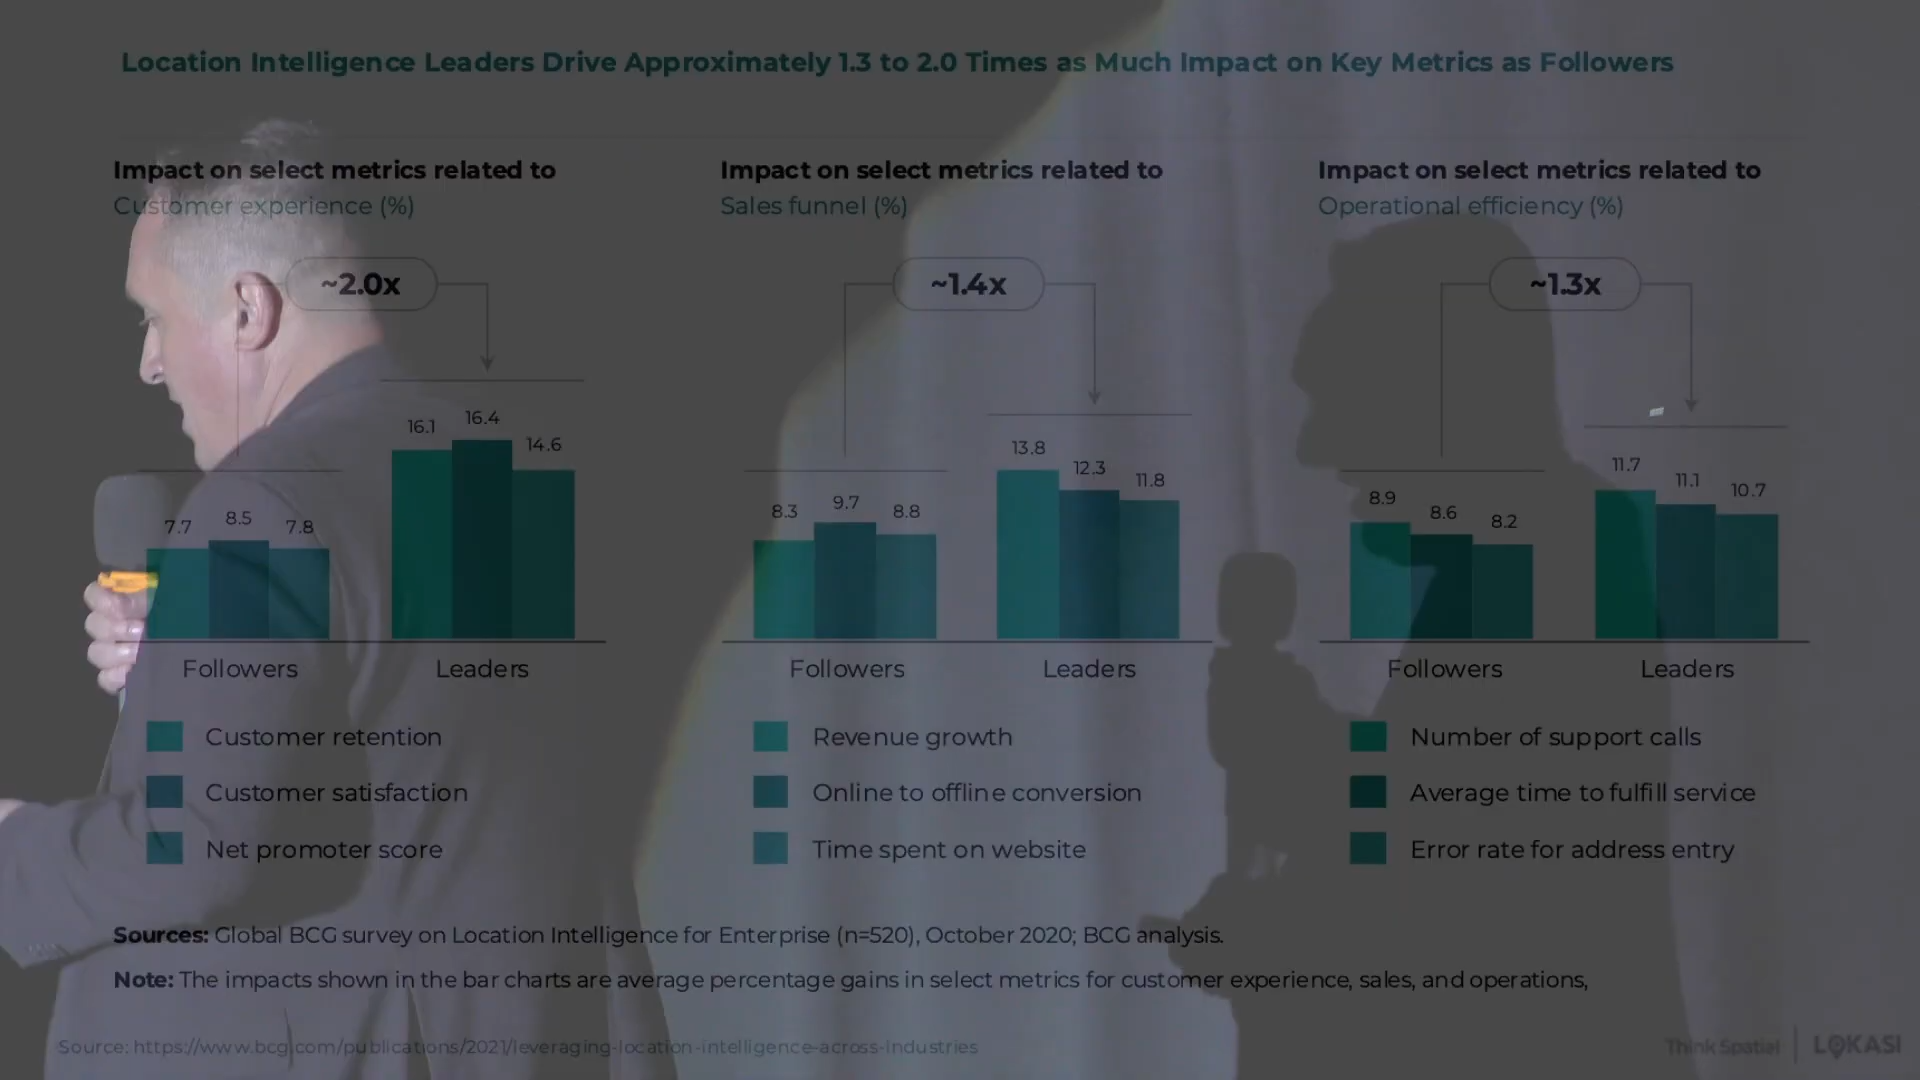 Location Intelligence Leaders Drive Approximately 1.3 to 2.0 Times as Much Impact on Key Metrics as Followers
Impact on select metrics related to
Customer experience (%)
~2.0x
7.7
8.5
7.8
16.1
16.4
14.6
Followers
Leaders
Customer retention
Customer satisfaction
Net promoter score
Impact on select metrics related to
Sales funnel (%)
~1.4x
8.3
9.7
8.8
13.8
12.3
11.8
Followers
Leaders
Revenue growth
Online to offline conversion
Time spent on website
Impact on select metrics related to
Operational efficiency (%)
~1.3x
8.9
8.6
8.2
11.7
11.1
10.7
Followers
Leaders
Number of support calls
Average time to fulfill service
Error rate for address entry
Sources: Global BCG survey on Location Intelligence for Enterprise (n=520), October 2020; BCG analysis.
Note: The impacts shown in the bar charts are average percentage gains in select metrics for customer experience, sales, and operations,
Source: https://www.bcg.com/publications/2021/leveraging-location-intelligence-across-industries
Think Spatial | LOKASI